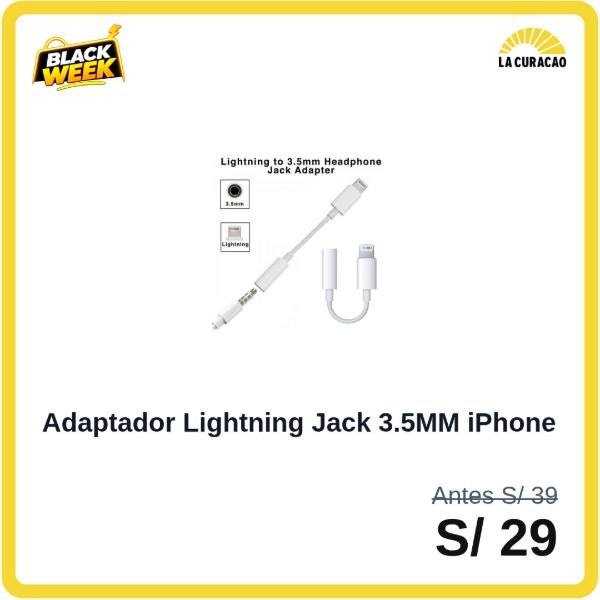 BLACK
WEEK
LA CURACAO
Lightning to 3.5mm Headphone
Jack Adapter
3.5mm
Lightning
Adaptador Lightning Jack 3.5MM iPhone
Antes S/ 39
S/ 29